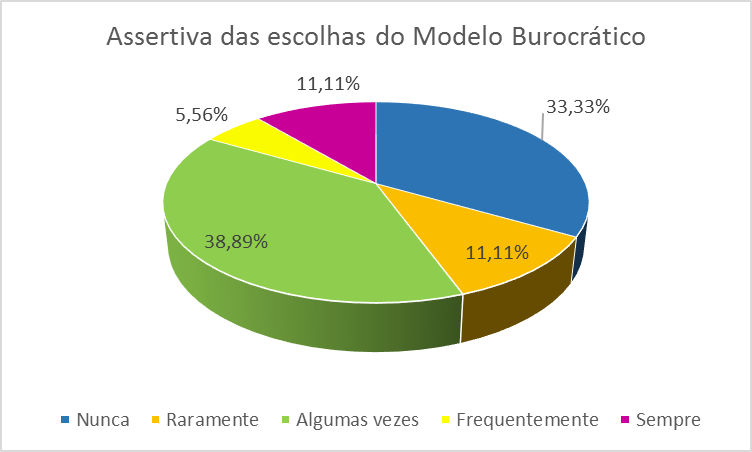 Assertiva das escolhas do Modelo Burocrático
11,11%
5,56%
33,33%
38,89%
11,11%
Nunca Raramente Algumas vezes Frequentemente Sempre